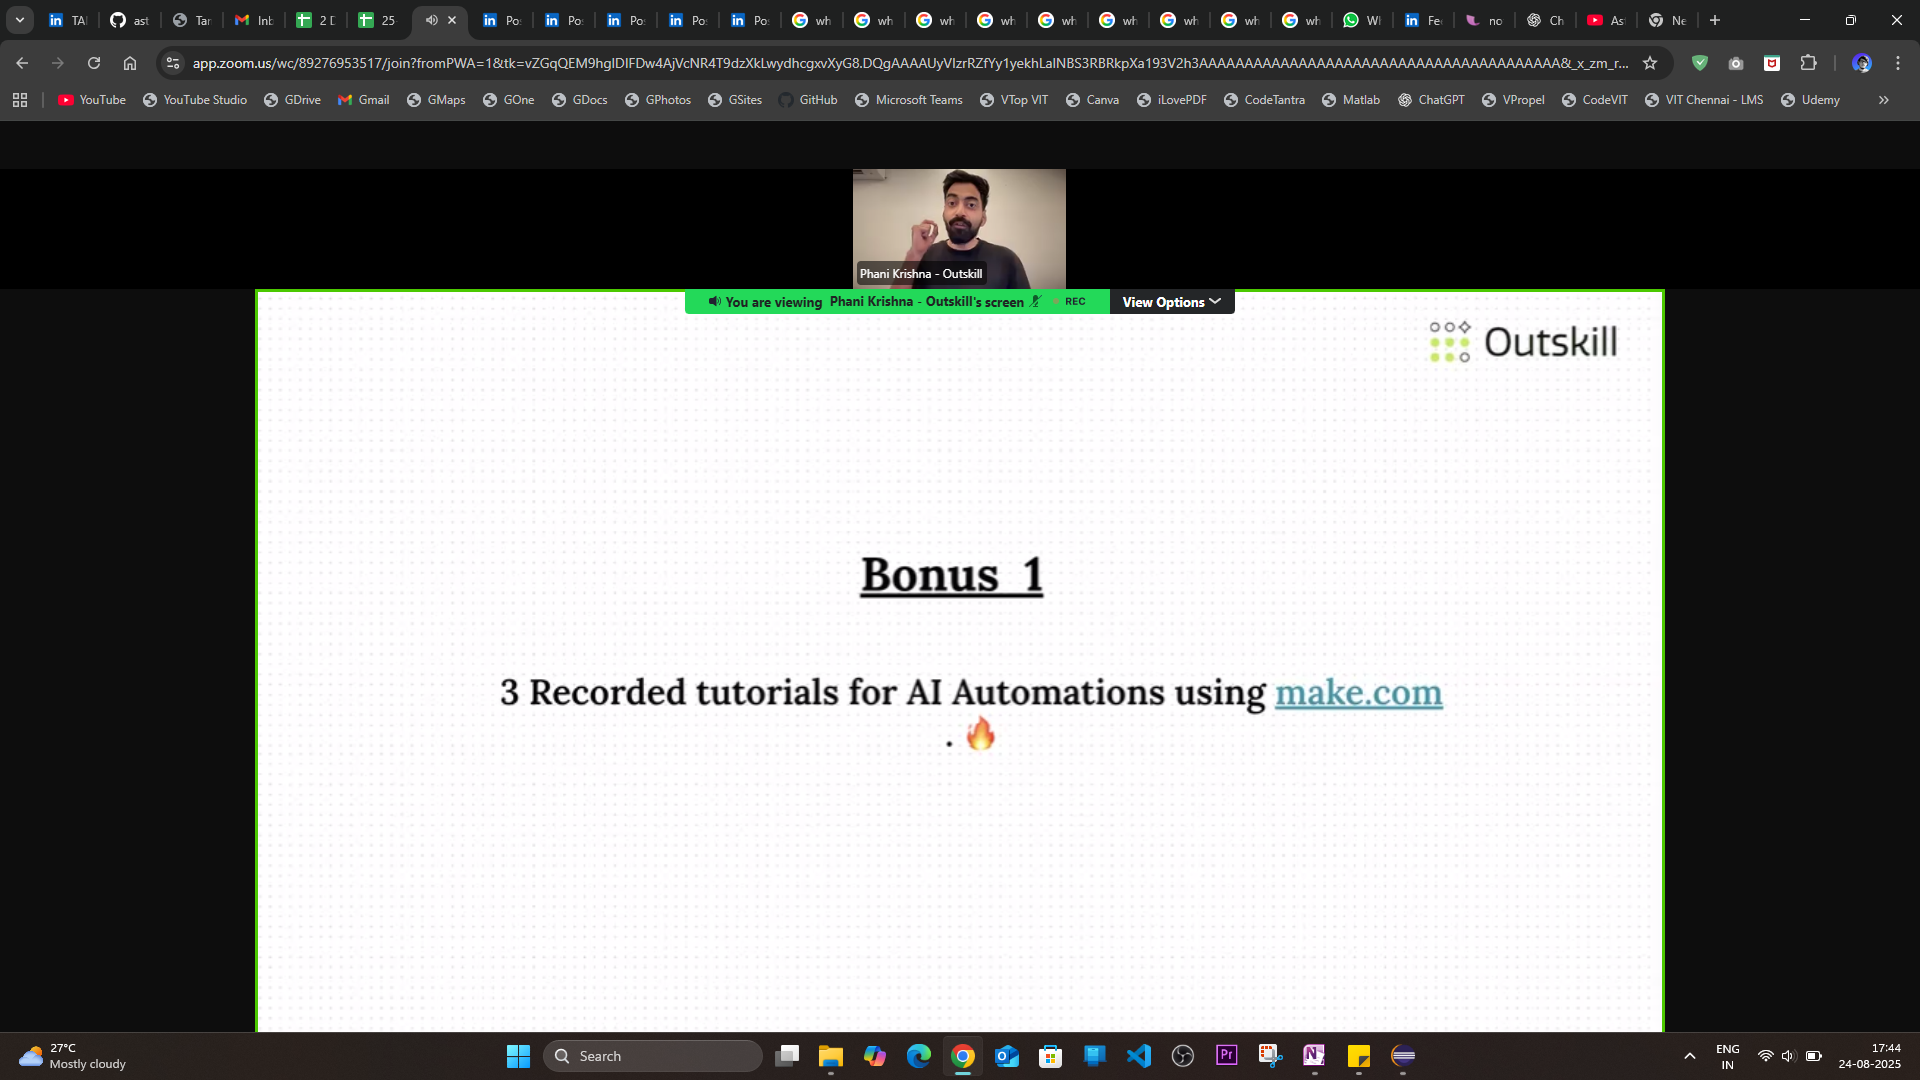 TA
ast
Tar
Inb
2 D
25-
Po
Po
Po
Po
Po
wh
wh
wh
wh
wh
wh
wh
wh
wh
Wh
Fe
no
Ch
As
Ne
app.zoom.us/wc/89276953517/join?fromPWA=1&tk=
YouTube
YouTube Studio
GDrive
Gmail
GMaps
GOne
GDocs
GPhotos
GSites
GitHub
Microsoft Teams
VTop VIT
Canva
iLovePDF
CodeTantra
Matlab
ChatGPT
VPropel
CodeVIT
VIT Chennai - LMS
Udemy
Phani Krishna - Outskill
You are viewing Phani Krishna - Outskill's screen
REC
View Options
Outskill
Bonus 1
3 Recorded tutorials for AI Automations using make.com
. 🔥
27°C
Mostly cloudy
Search
Pr
N
ENG
IN
17:44
24-08-2025